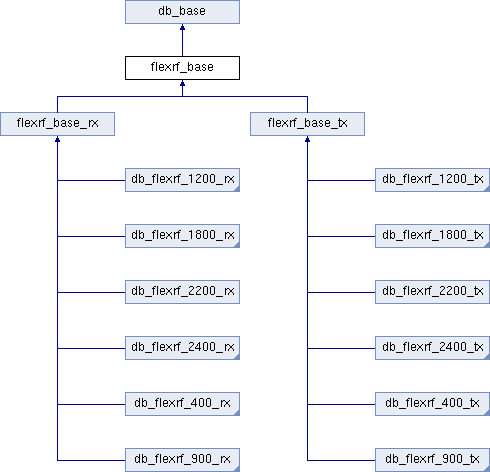 db_base
flexrf_base
flexrf_base_rx
flexrf_base_tx
db_flexrf_1200_rx
db_flexrf_1200_tx
db_flexrf_1800_rx
db_flexrf_1800_tx
db_flexrf_2200_rx
db_flexrf_2200_tx
db_flexrf_2400_rx
db_flexrf_2400_tx
db_flexrf_400_rx
db_flexrf_400_tx
db_flexrf_900_rx
db_flexrf_900_tx